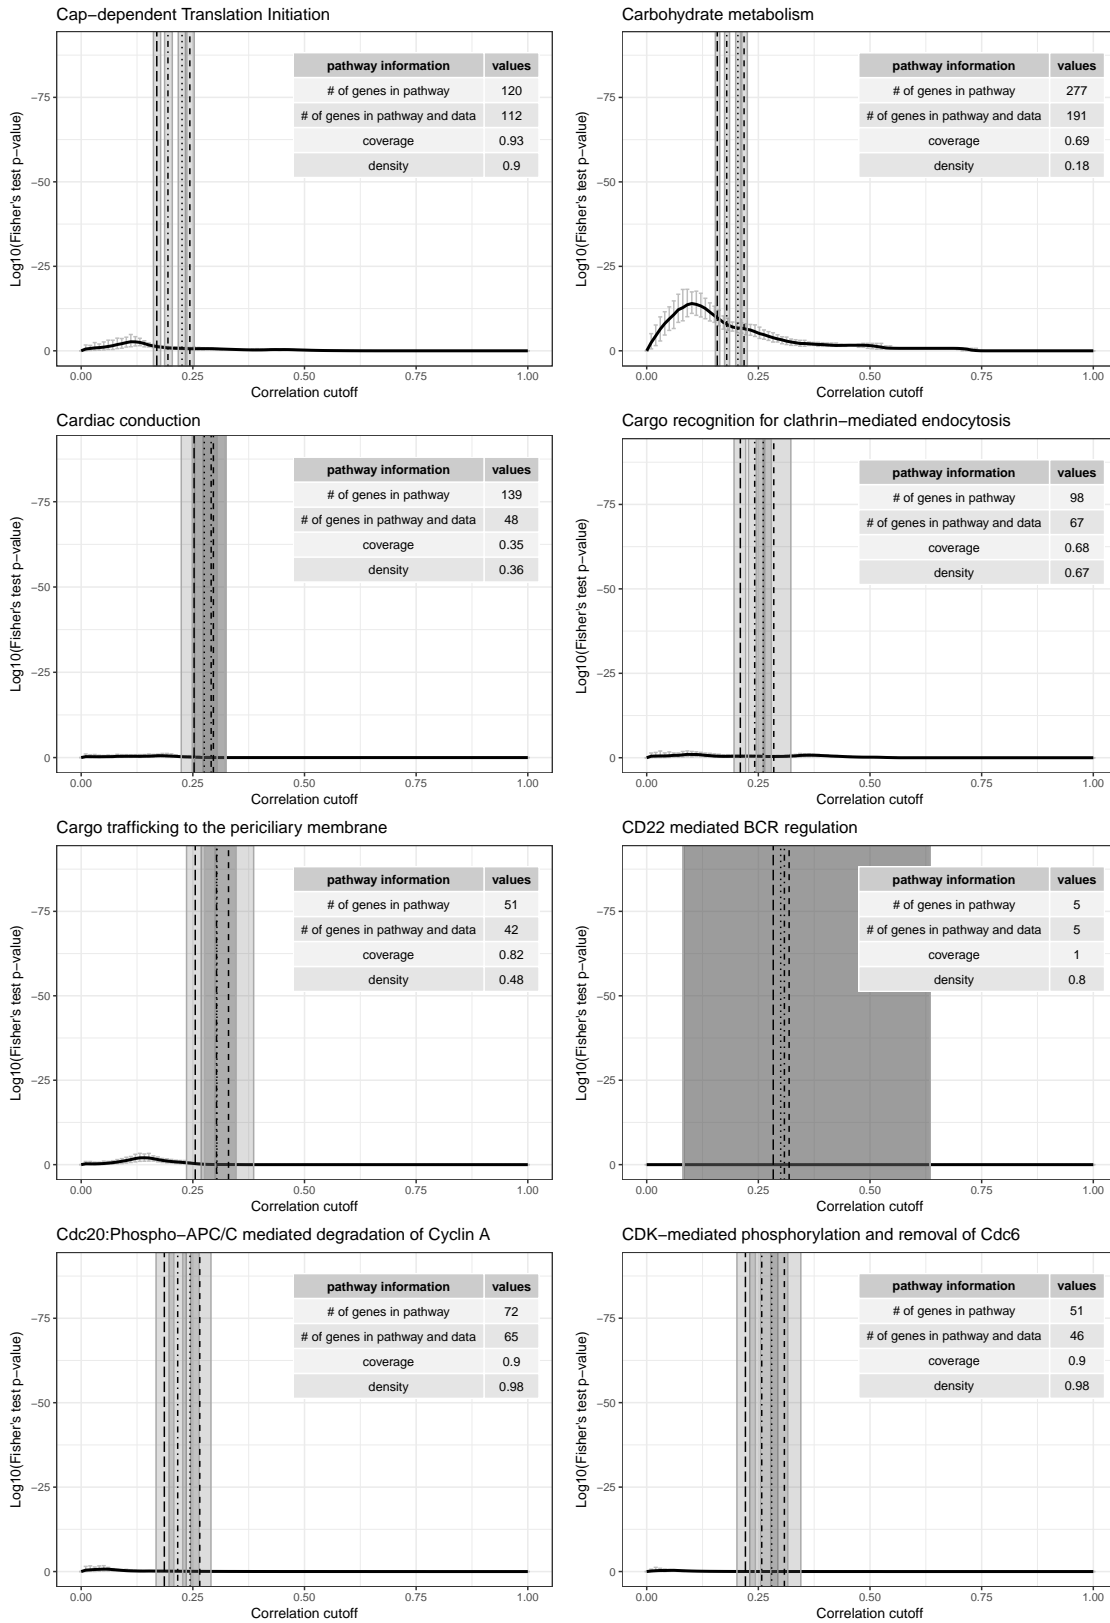 Cap−dependent Translation Initiation
Log10(Fisher's test p−value)
−75
−50
−25
0
pathway information values
# of genes in pathway 120
# of genes in pathway and data 112
coverage 0.93
density 0.9
0.00 0.25 0.50 0.75 1.00
Correlation cutoff
Carbohydrate metabolism
Log10(Fisher's test p−value)
−75
−50
−25
0
pathway information values
# of genes in pathway 277
# of genes in pathway and data 191
coverage 0.69
density 0.18
0.00 0.25 0.50 0.75 1.00
Correlation cutoff
Cardiac conduction
Log10(Fisher's test p−value)
−75
−50
−25
0
pathway information values
# of genes in pathway 139
# of genes in pathway and data 48
coverage 0.35
density 0.36
0.00 0.25 0.50 0.75 1.00
Correlation cutoff
Cargo recognition for clathrin−mediated endocytosis
Log10(Fisher's test p−value)
−75
−50
−25
0
pathway information values
# of genes in pathway 98
# of genes in pathway and data 67
coverage 0.68
density 0.67
0.00 0.25 0.50 0.75 1.00
Correlation cutoff
Cargo trafficking to the periciliary membrane
Log10(Fisher's test p−value)
−75
−50
−25
0
pathway information values
# of genes in pathway 51
# of genes in pathway and data 42
coverage 0.82
density 0.48
0.00 0.25 0.50 0.75 1.00
Correlation cutoff
CD22 mediated BCR regulation
Log10(Fisher's test p−value)
−75
−50
−25
0
pathway information values
# of genes in pathway 5
# of genes in pathway and data 5
coverage 1
density 0.8
0.00 0.25 0.50 0.75 1.00
Correlation cutoff
Cdc20:Phospho−APC/C mediated degradation of Cyclin A
Log10(Fisher's test p−value)
−75
−50
−25
0
pathway information values
# of genes in pathway 72
# of genes in pathway and data 65
coverage 0.9
density 0.98
0.00 0.25 0.50 0.75 1.00
Correlation cutoff
CDK−mediated phosphorylation and removal of Cdc6
Log10(Fisher's test p−value)
−75
−50
−25
0
pathway information values
# of genes in pathway 51
# of genes in pathway and data 46
coverage 0.9
density 0.98
0.00 0.25 0.50 0.75 1.00
Correlation cutoff